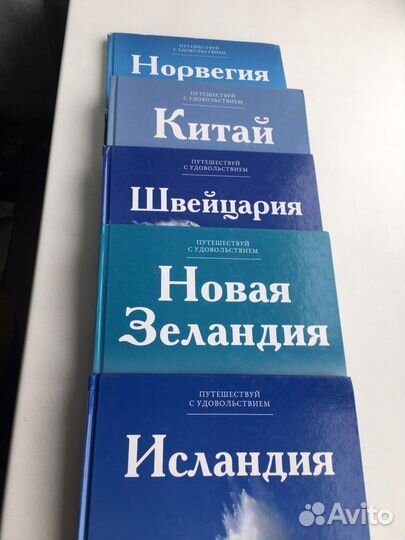 ПУТЕШЕСТВУЙ
С УДОВОЛЬСТВИЕМ
Норвегия
ПУТЕШЕСТВУЙ
С УДОВОЛЬСТВИЕМ
Китай
ПУТЕШЕСТВУЙ
С УДОВОЛЬСТВИЕМ
Швейцария
ПУТЕШЕСТВУЙ
С УДОВОЛЬСТВИЕМ
Новая
Зеландия
ПУТЕШЕСТВУЙ
С УДОВОЛЬСТВИЕМ
Исландия
Avito